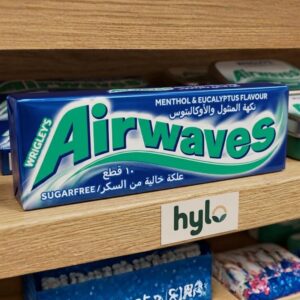 MENTHOL & EUCALYPTUS FLAVOUR
نكهة المنثول والأوكالبتوس
WRIGLEY'S
Airwaves
١٠ قطع
SUGARFREE/علكة خالية من السكر
hylo